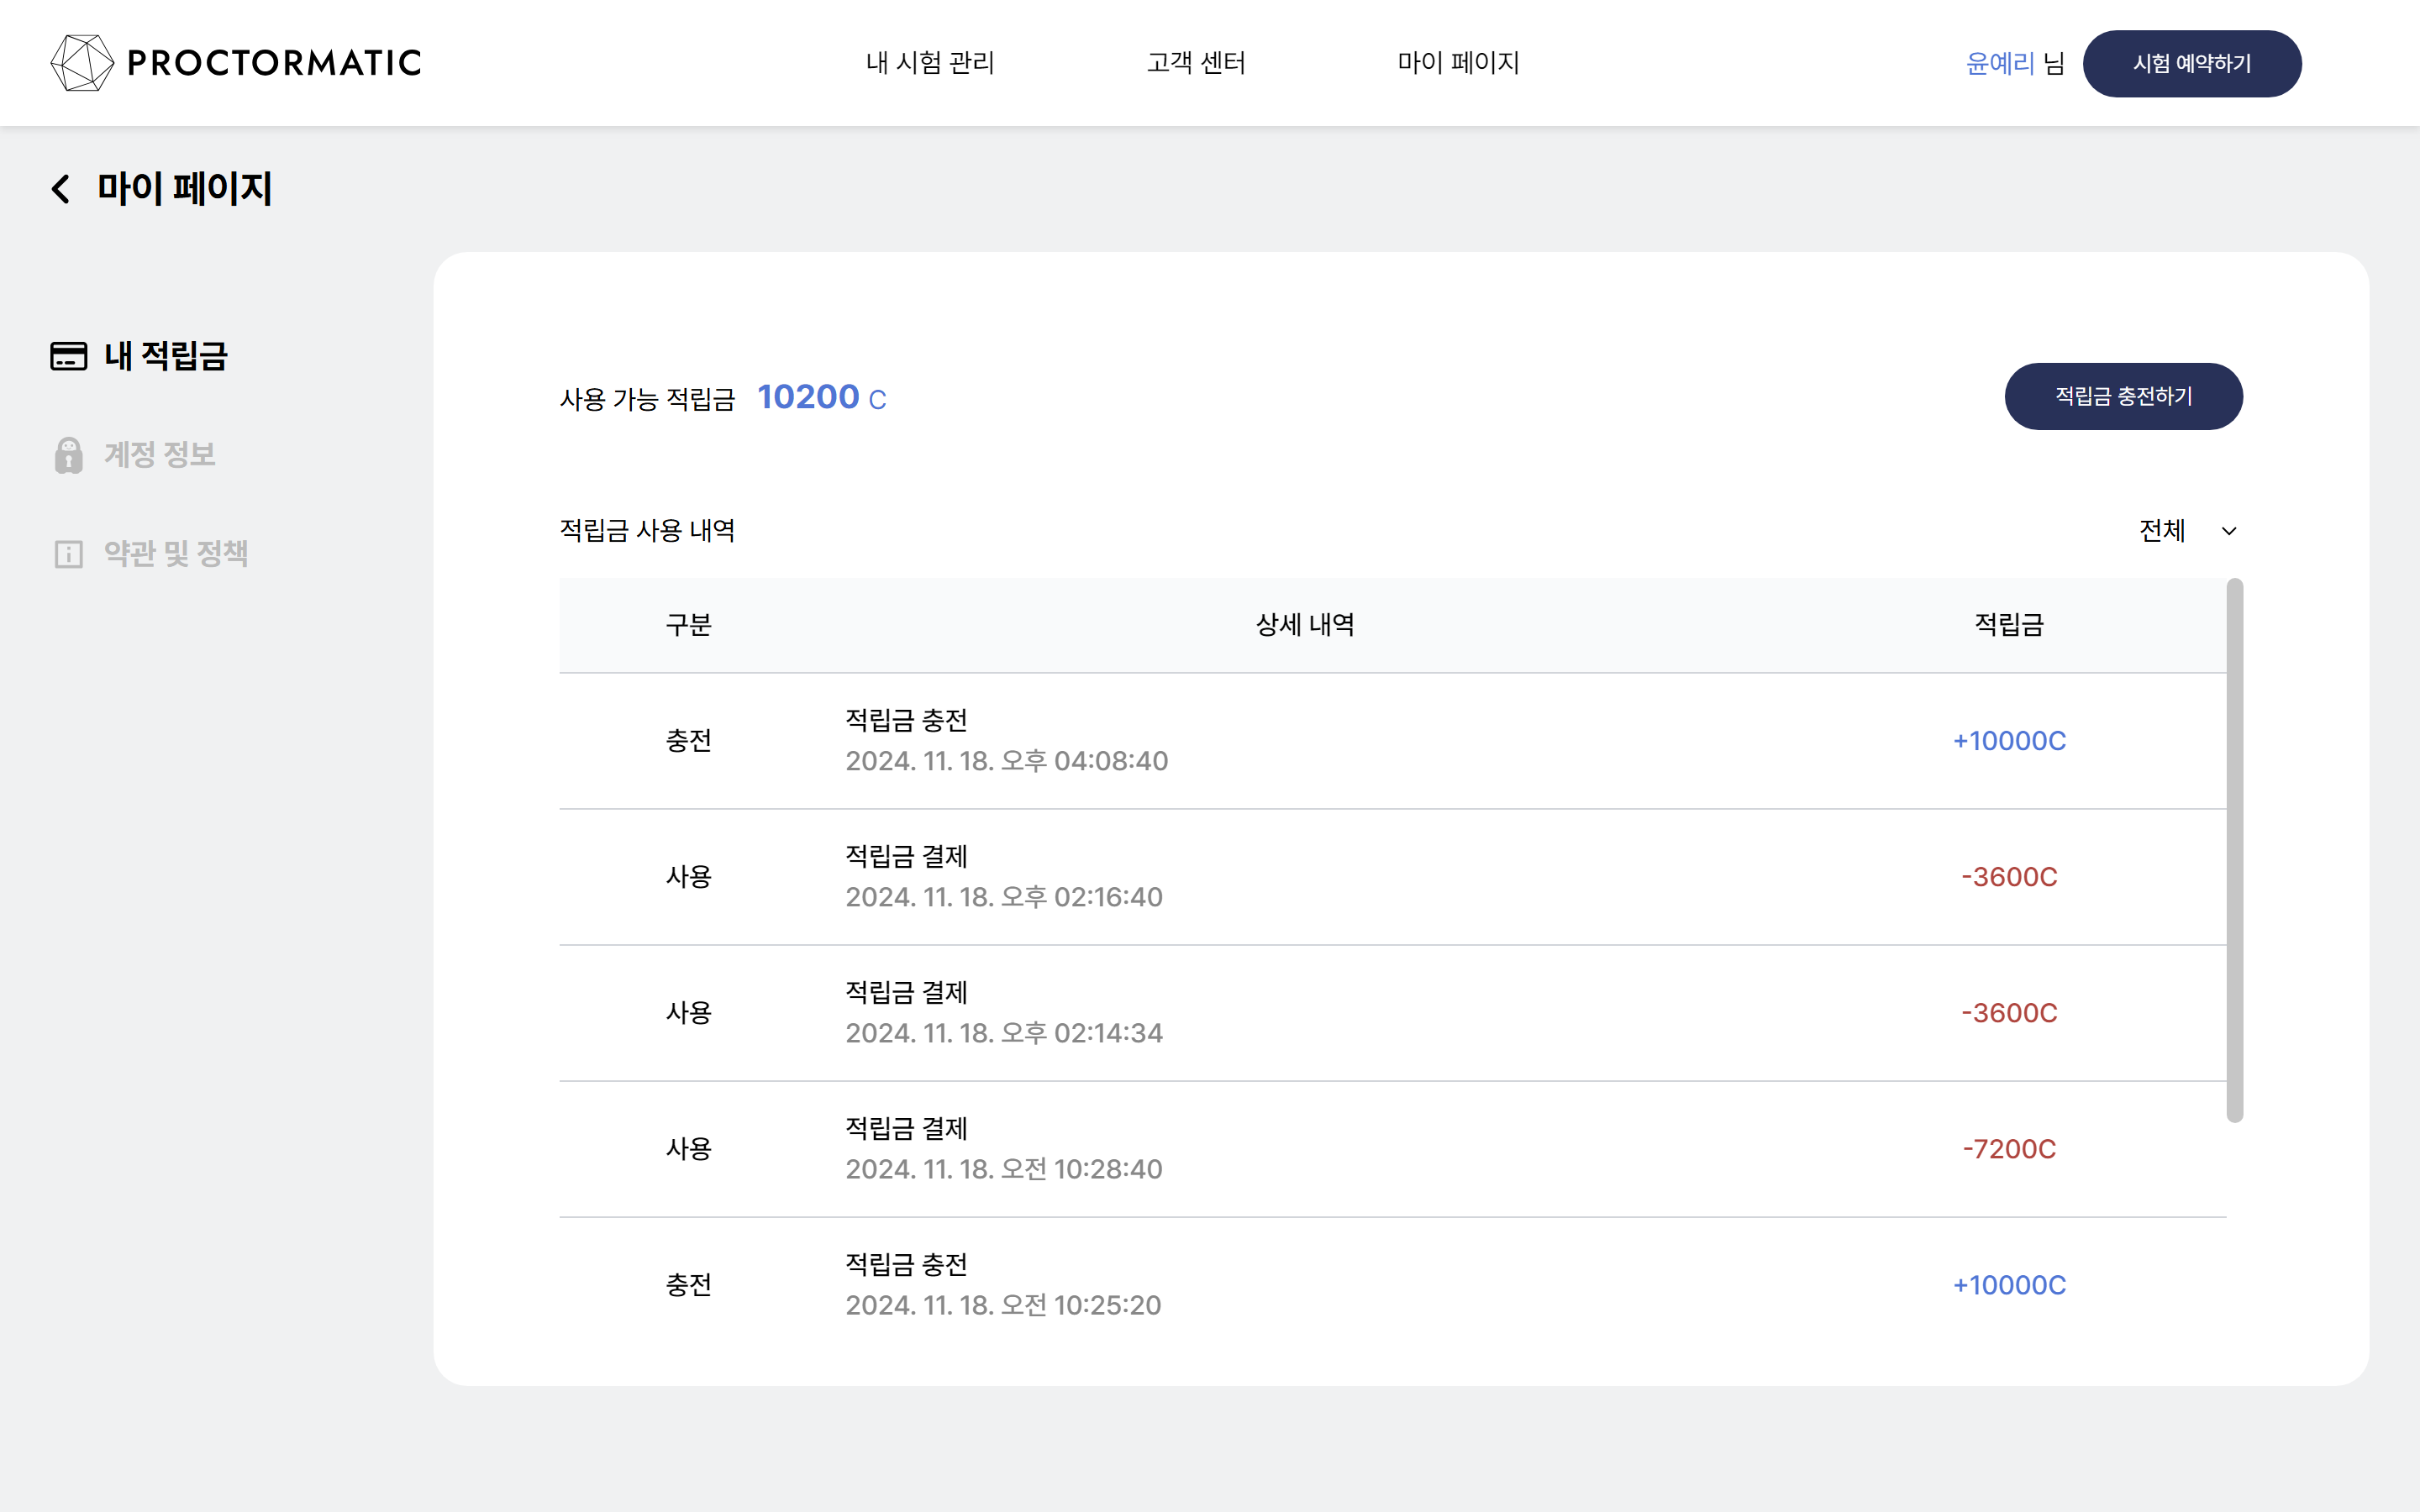 PROCTORMATIC
내 시험 관리
고객 센터
마이 페이지
윤예리 님
시험 예약하기
마이 페이지
내 적립금
계정 정보
약관 및 정책
사용 가능 적립금 10200 C
적립금 충전하기
적립금 사용 내역
전체
구분 상세 내역 적립금
충전
적립금 충전
2024. 11. 18. 오후 04:08:40
+10000C
사용
적립금 결제
2024. 11. 18. 오후 02:16:40
-3600C
사용
적립금 결제
2024. 11. 18. 오후 02:14:34
-3600C
사용
적립금 결제
2024. 11. 18. 오전 10:28:40
-7200C
충전
적립금 충전
2024. 11. 18. 오전 10:25:20
+10000C